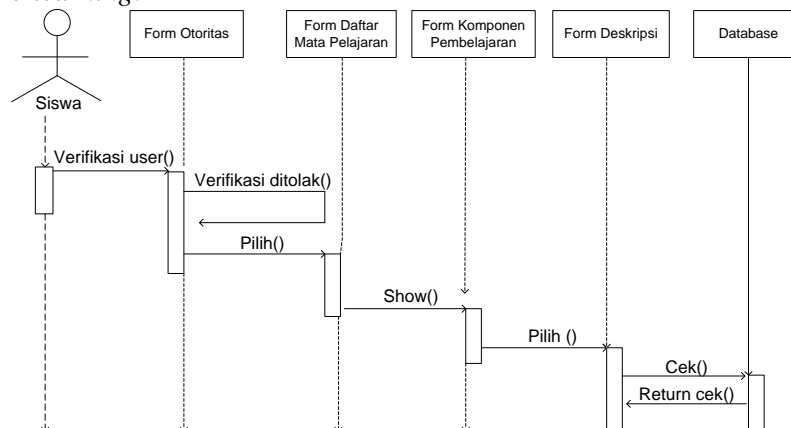 Form Otoritas
Form Daftar
Mata Pelajaran
Form Komponen
Pembelajaran
Form Deskripsi
Database
Siswa
Verifikasi user()
Verifikasi ditolak()
Pilih()
Show()
Pilih ()
Cek()
Return cek()